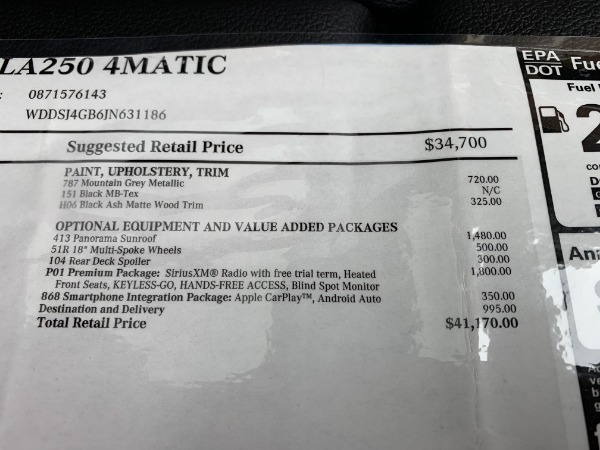 LA250 4MATIC
: 0871576143
WDDSJ4GB6JN631186
Suggested Retail Price $34,700
PAINT, UPHOLSTERY, TRIM
787 Mountain Grey Metallic 720.00
151 Black MB-Tex N/C
H06 Black Ash Matte Wood Trim 325.00
OPTIONAL EQUIPMENT AND VALUE ADDED PACKAGES
413 Panorama Sunroof 1,480.00
51R 18" Multi-Spoke Wheels 500.00
104 Rear Deck Spoiler 300.00
P01 Premium Package: SiriusXM® Radio with free trial term, Heated 1,800.00
Front Seats, KEYLESS-GO, HANDS-FREE ACCESS, Blind Spot Monitor
868 Smartphone Integration Package: Apple CarPlay™, Android Auto 350.00
Destination and Delivery 995.00
Total Retail Price $41,170.00
EPA
DOT Fue
Fuel
2